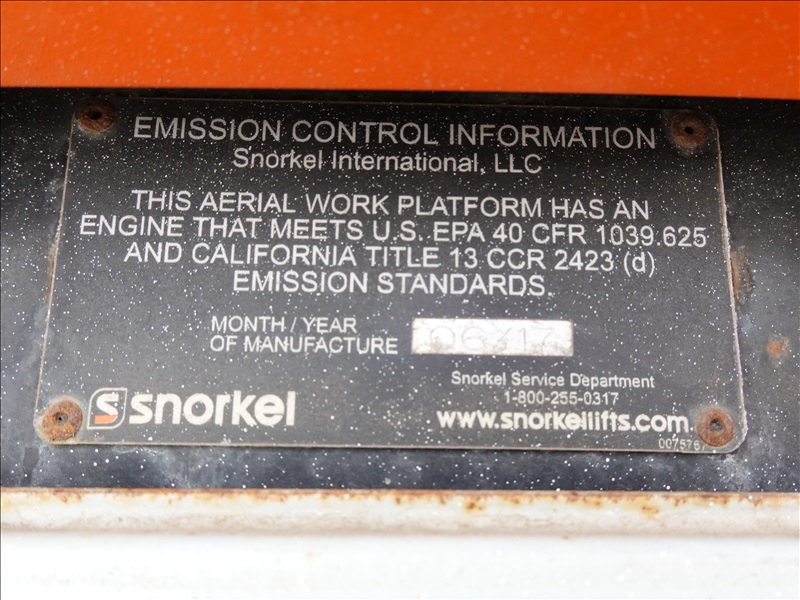 EMISSION CONTROL INFORMATION
Snorkel International, LLC
THIS AERIAL WORK PLATFORM HAS AN
ENGINE THAT MEETS U.S. EPA 40 CFR 1039.625
AND CALIFORNIA TITLE 13 CCR 2423 (d)
EMISSION STANDARDS.
MONTH / YEAR
OF MANUFACTURE 06/17
Snorkel Service Department
1-800-255-0317
S snorkel www.snorkellifts.com